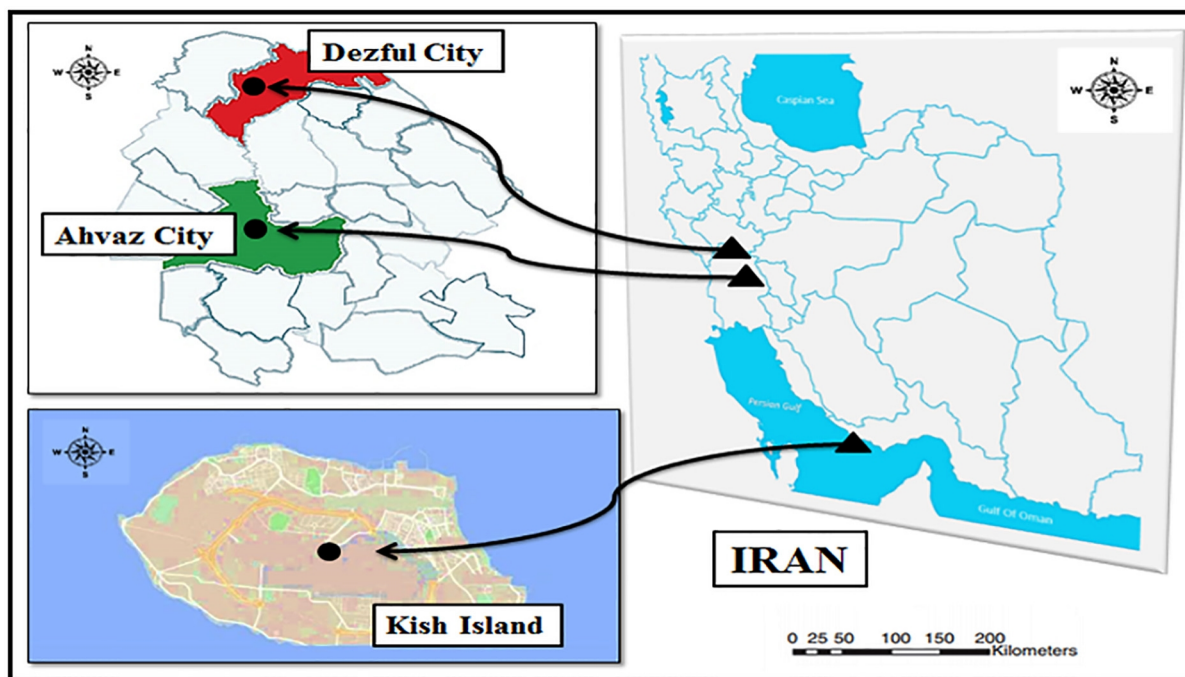 Dezful City
N
W E
S
Ahvaz City
N
W E
S
Caspian Sea
Persian Gulf
Gulf Of Oman
N
W E
S
Kish Island
IRAN
0 25 50 100 150 200
Kilometers